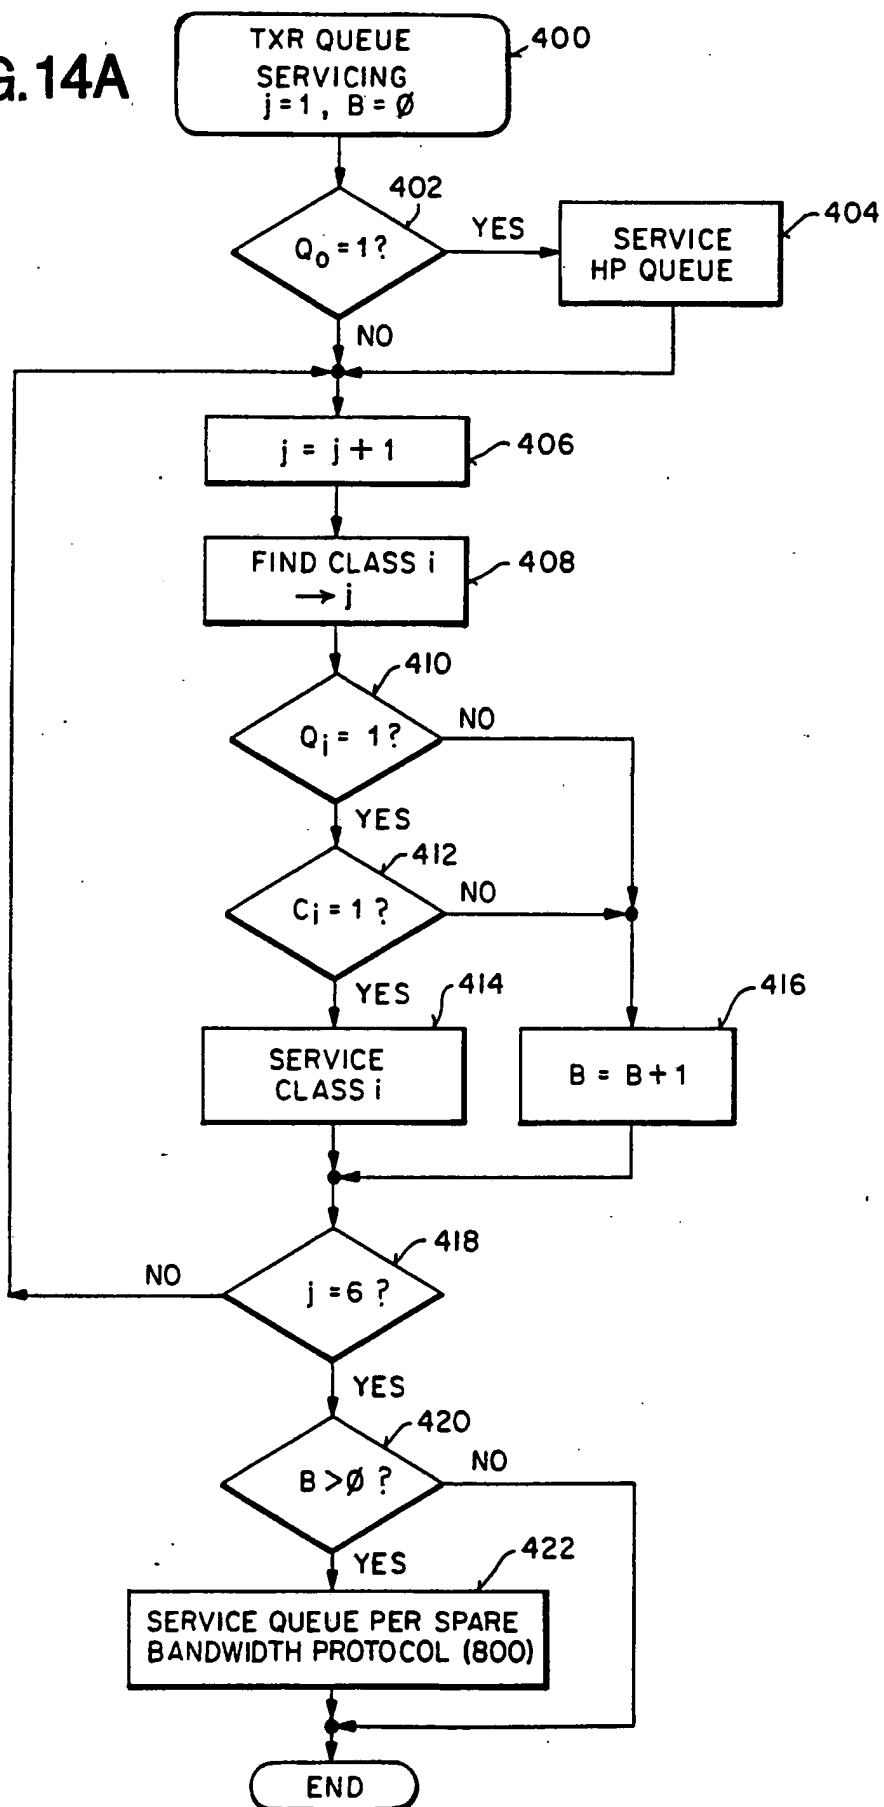 G. 14A
TXR QUEUE
SERVICING
j=1, B=Ø
400
402
Q₀=1?
YES
SERVICE
HP QUEUE
404
NO
j = j + 1
406
FIND CLASS i
→ j
408
410
Qi = 1?
NO
YES
412
Ci = 1 ?
NO
YES
414
SERVICE
CLASS i
416
B = B+1
418
j =6 ?
NO
YES
420
B >Ø ?
NO
YES
422
SERVICE QUEUE PER SPARE
BANDWIDTH PROTOCOL (800)
END